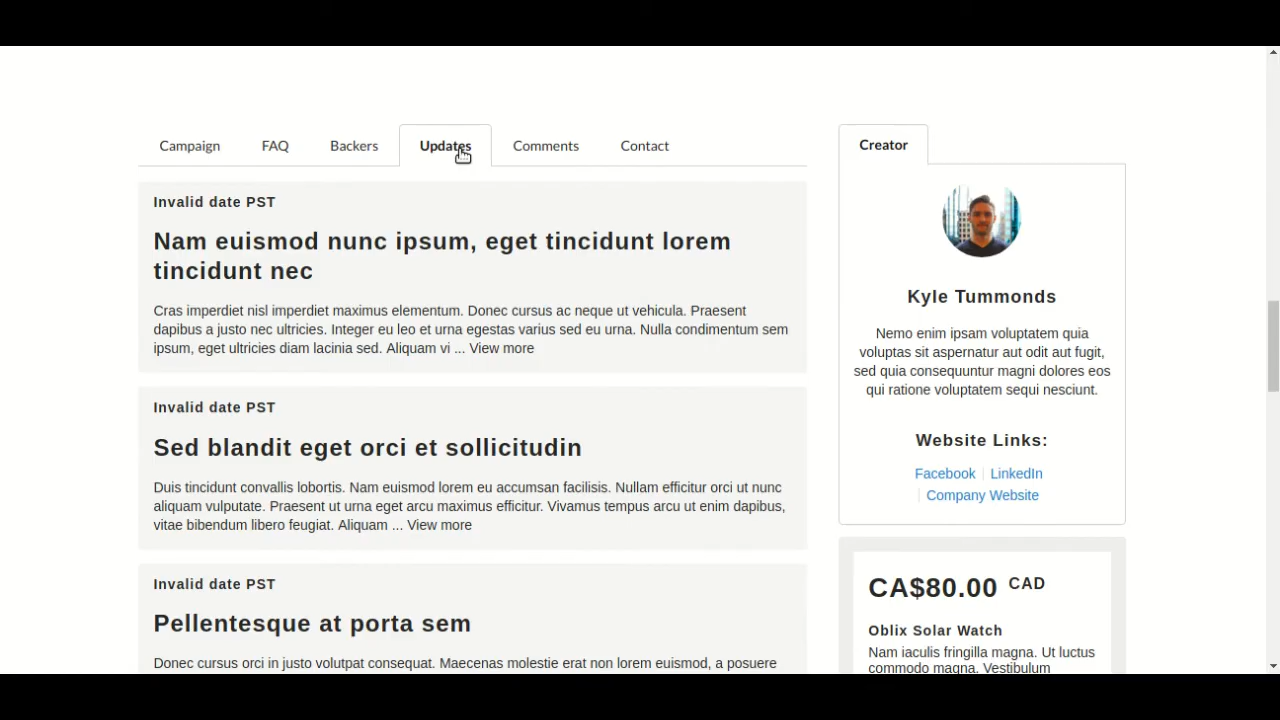 Campaign FAQ Backers Updates Comments Contact
Invalid date PST
Nam euismod nunc ipsum, eget tincidunt lorem
tincidunt nec
Cras imperdiet nisl imperdiet maximus elementum. Donec cursus ac neque ut vehicula. Praesent
dapibus a justo nec ultricies. Integer eu leo et urna egestas varius sed eu urna. Nulla condimentum sem
ipsum, eget ultricies diam lacinia sed. Aliquam vi ... View more
Invalid date PST
Sed blandit eget orci et sollicitudin
Duis tincidunt convallis lobortis. Nam euismod lorem eu accumsan facilisis. Nullam efficitur orci ut nunc
aliquam vulputate. Praesent ut urna eget arcu maximus efficitur. Vivamus tempus arcu ut enim dapibus,
vitae bibendum libero feugiat. Aliquam ... View more
Invalid date PST
Pellentesque at porta sem
Donec cursus orci in justo volutpat consequat. Maecenas molestie erat non lorem euismod, a posuere
Creator
Kyle Tummonds
Nemo enim ipsam voluptatem quia
voluptas sit aspernatur aut odit aut fugit,
sed quia consequuntur magni dolores eos
qui ratione voluptatem sequi nesciunt.
Website Links:
Facebook LinkedIn
Company Website
CA$80.00 CAD
Oblix Solar Watch
Nam iaculis fringilla magna. Ut luctus
commodo magna. Vestibulum